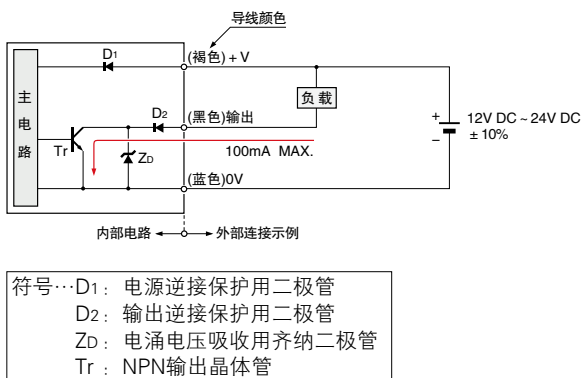 导线颜色
D1
(褐色)+V
主电路
负载
D2
(黑色)输出
+
12V DC ~ 24V DC
± 10%
−
Tr
ZD
100mA MAX.
(蓝色)0V
内部电路
外部连接示例
符号…D1：电源逆接保护用二极管
D2：输出逆接保护用二极管
ZD：电涌电压吸收用齐纳二极管
Tr：NPN输出晶体管